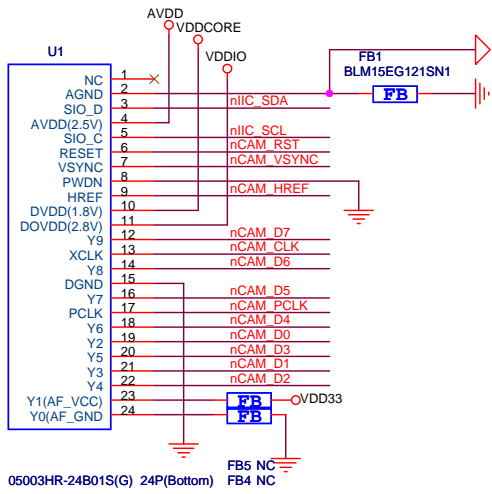 AVDD
VDDCORE
VDDIO
U1
FB1
BLM15EG121SN1
FB
NC 1
AGND 2
SIO_D 3 nIIC_SDA
AVDD(2.5V) 4
SIO_C 5 nIIC_SCL
RESET 6 nCAM_RST
VSYNC 7 nCAM_VSYNC
PWDN 8
HREF 9 nCAM_HREF
DVDD(1.8V) 10
DOVDD(2.8V) 11
Y9 12 nCAM_D7
XCLK 13 nCAM_CLK
Y8 14 nCAM_D6
DGND 15
Y7 16 nCAM_D5
PCLK 17 nCAM_PCLK
Y6 18 nCAM_D4
Y2 19 nCAM_D0
Y5 20 nCAM_D3
Y3 21 nCAM_D1
Y4 22 nCAM_D2
Y1(AF_VCC) 23 FB VDD33
Y0(AF_GND 24 FB
FB5 NC
05003HR-24B01S(G) 24P(Bottom) FB4 NC